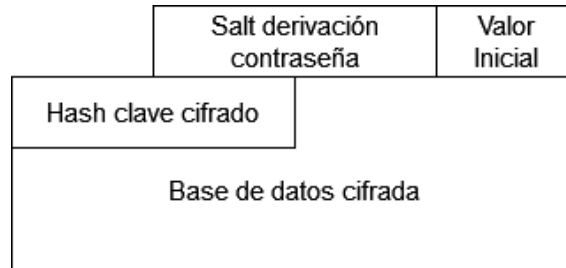 Salt derivación
contraseña
Valor
Inicial
Hash clave cifrado
Base de datos cifrada